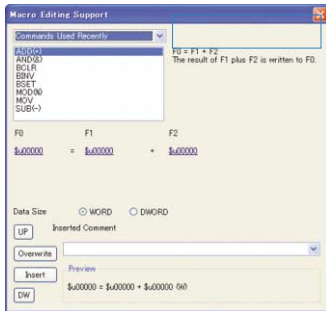 Macro Editing Support
Commands Used Recently
ADD(+)
AND(&)
BCLR
BINV
BSET
MOD(%)
MOV
SUB(-)
F0 = F1 + F2
The result of F1 plus F2 is written to F0.
F0 F1 F2
$u00000 = $u00000 + $u00000
Data Size WORD DWORD
UP Inserted Comment
Overwrite
Insert
Preview
$u00000 = $u00000 + $u00000 (W)
DW